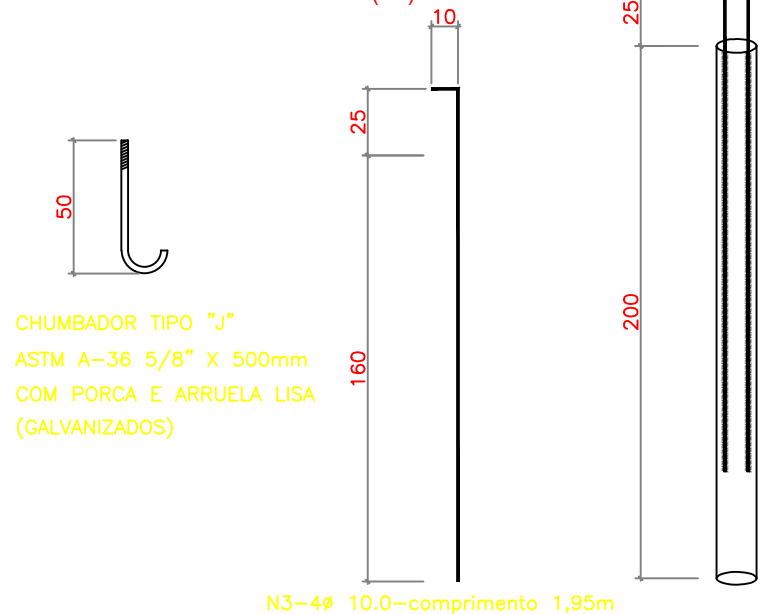 10
25
25
50
200
160
CHUMBADOR TIPO "J"
ASTM A-36 5/8" X 500mm
COM PORCA E ARRUELA LISA
(GALVANIZADOS)
N3-4ø 10.0-comprimento 1,95m